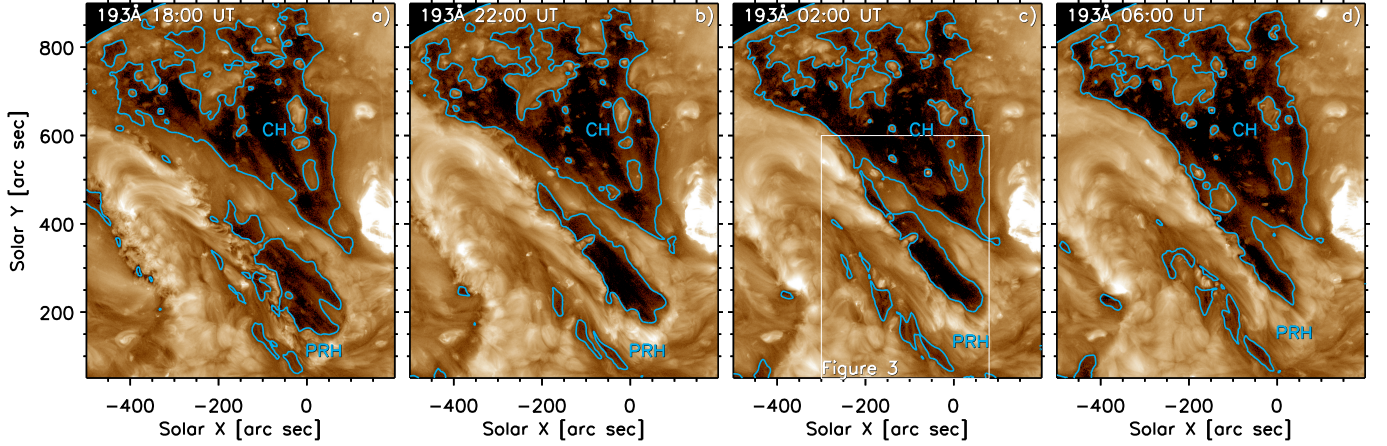 193Å 18:00 UT a)
193Å 22:00 UT b)
193Å 02:00 UT c)
193Å 06:00 UT d)
800
600
400
200
Solar Y [arc sec]
CH
CH
CH
CH
PRH
PRH
PRH
Figure 3
−400 −200 0
−400 −200 0
−400 −200 0
−400 −200 0
Solar X [arc sec]
Solar X [arc sec]
Solar X [arc sec]
Solar X [arc sec]